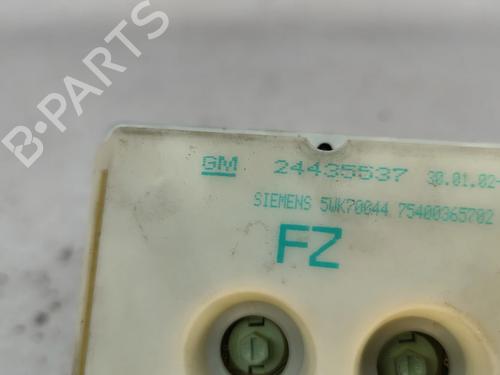 B-PARTS
GM 24435537 30.01.02-
SIEMENS 5WK70044 75400365702
FZ